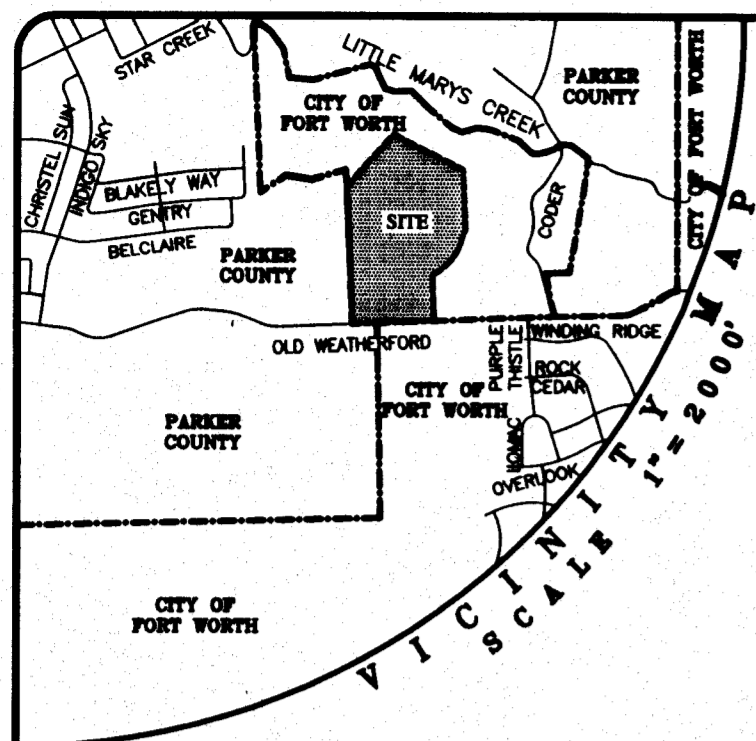 STAR CREEK
LITTLE MARYS CREEK
PARKER
COUNTY
CITY OF FORT WORTH
CITY OF
FORT WORTH
CHRISTEL SUN
INDIGO SKY
BLAKELY WAY
GENTRY
BELCLAIRE
SITE
CODER
PARKER
COUNTY
OLD WEATHERFORD
PURPLE
THISTLE
WINDING RIDGE
ROCK
CEDAR
CITY OF
FORT WORTH
PARKER
COUNTY
OVERLOOK
CITY OF
FORT WORTH
VICINITY MAP
SCALE 1" = 2000'